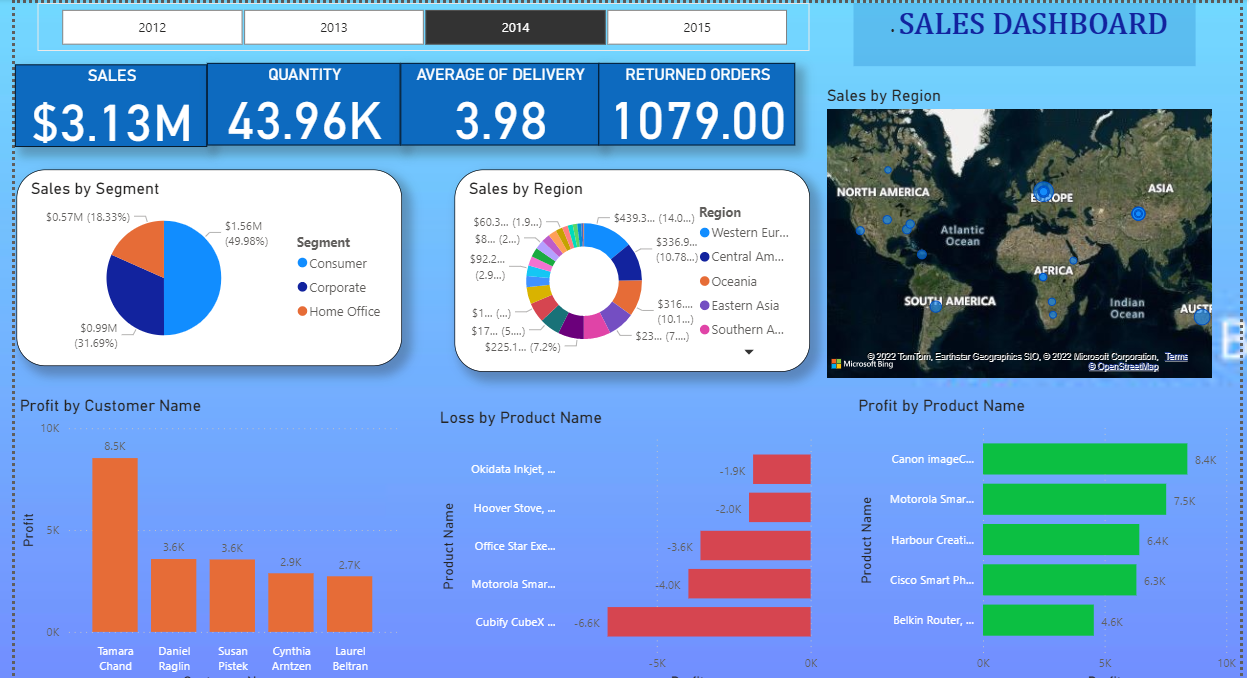 2012
2013
2014
2015
. SALES DASHBOARD
SALES
$3.13M
QUANTITY
43.96K
AVERAGE OF DELIVERY
3.98
RETURNED ORDERS
1079.00
Sales by Segment
$0.57M (18.33%)
$1.56M
(49.98%)
$0.99M
(31.69%)
Segment
Consumer
Corporate
Home Office
Sales by Region
$60.3... (1.9...)
$8... (2...)
$92.2...
(2.9...)
$1... (...)
$17... (5....)
$225.1... (7.2%)
$439.3... (14.0...)
$336.9...
(10.78...)
$316....
(10.1...)
$23... (7....)
Region
Western Eur...
Central Am...
Oceania
Eastern Asia
Southern A...
Sales by Region
NORTH AMERICA
EUROPE
ASIA
Atlantic
Ocean
AFRICA
SOUTH AMERICA
Indian
Ocean
AUST
© 2022 TomTom, Earthstar Geographics SIO, © 2022 Microsoft Corporation, Terms
© OpenStreetMap
Microsoft Bing
B
Profit by Customer Name
Profit
10K
5K
0K
8.5K
3.6K
3.6K
2.9K
2.7K
Tamara
Chand
Daniel
Raglin
Susan
Pistek
Cynthia
Arntzen
Laurel
Beltran
Loss by Product Name
Product Name
Okidata Inkjet, ...
-1.9K
Hoover Stove, ...
-2.0K
Office Star Exe...
-3.6K
Motorola Smar...
-4.0K
Cubify CubeX ...
-6.6K
-5K
0K
Profit by Product Name
Product Name
Canon imageC...
8.4K
Motorola Smar...
7.5K
Harbour Creati...
6.4K
Cisco Smart Ph...
6.3K
Belkin Router, ...
4.6K
0K
5K
10K